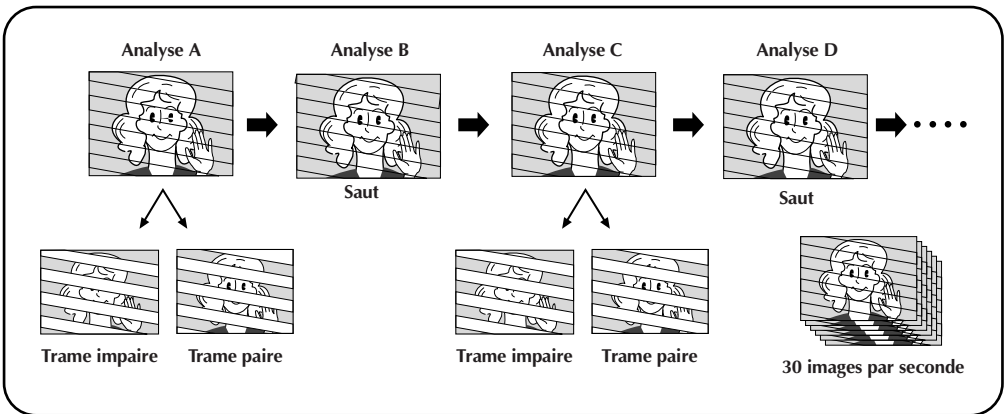 Analyse A
Analyse B
Analyse C
Analyse D
Saut
Saut
Trame impaire
Trame paire
Trame impaire
Trame paire
30 images par seconde